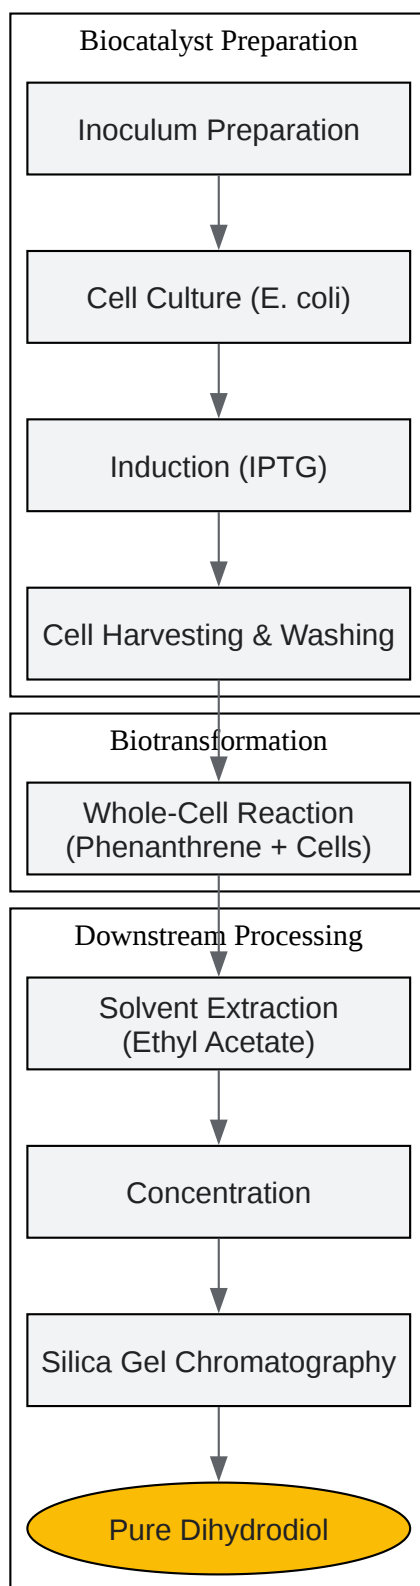 Biocatalyst Preparation
Inoculum Preparation
Cell Culture (E. coli)
Induction (IPTG)
Cell Harvesting & Washing
Biotransformation
Whole-Cell Reaction
(Phenanthrene + Cells)
Downstream Processing
Solvent Extraction
(Ethyl Acetate)
Concentration
Silica Gel Chromatography
Pure Dihydrodiol